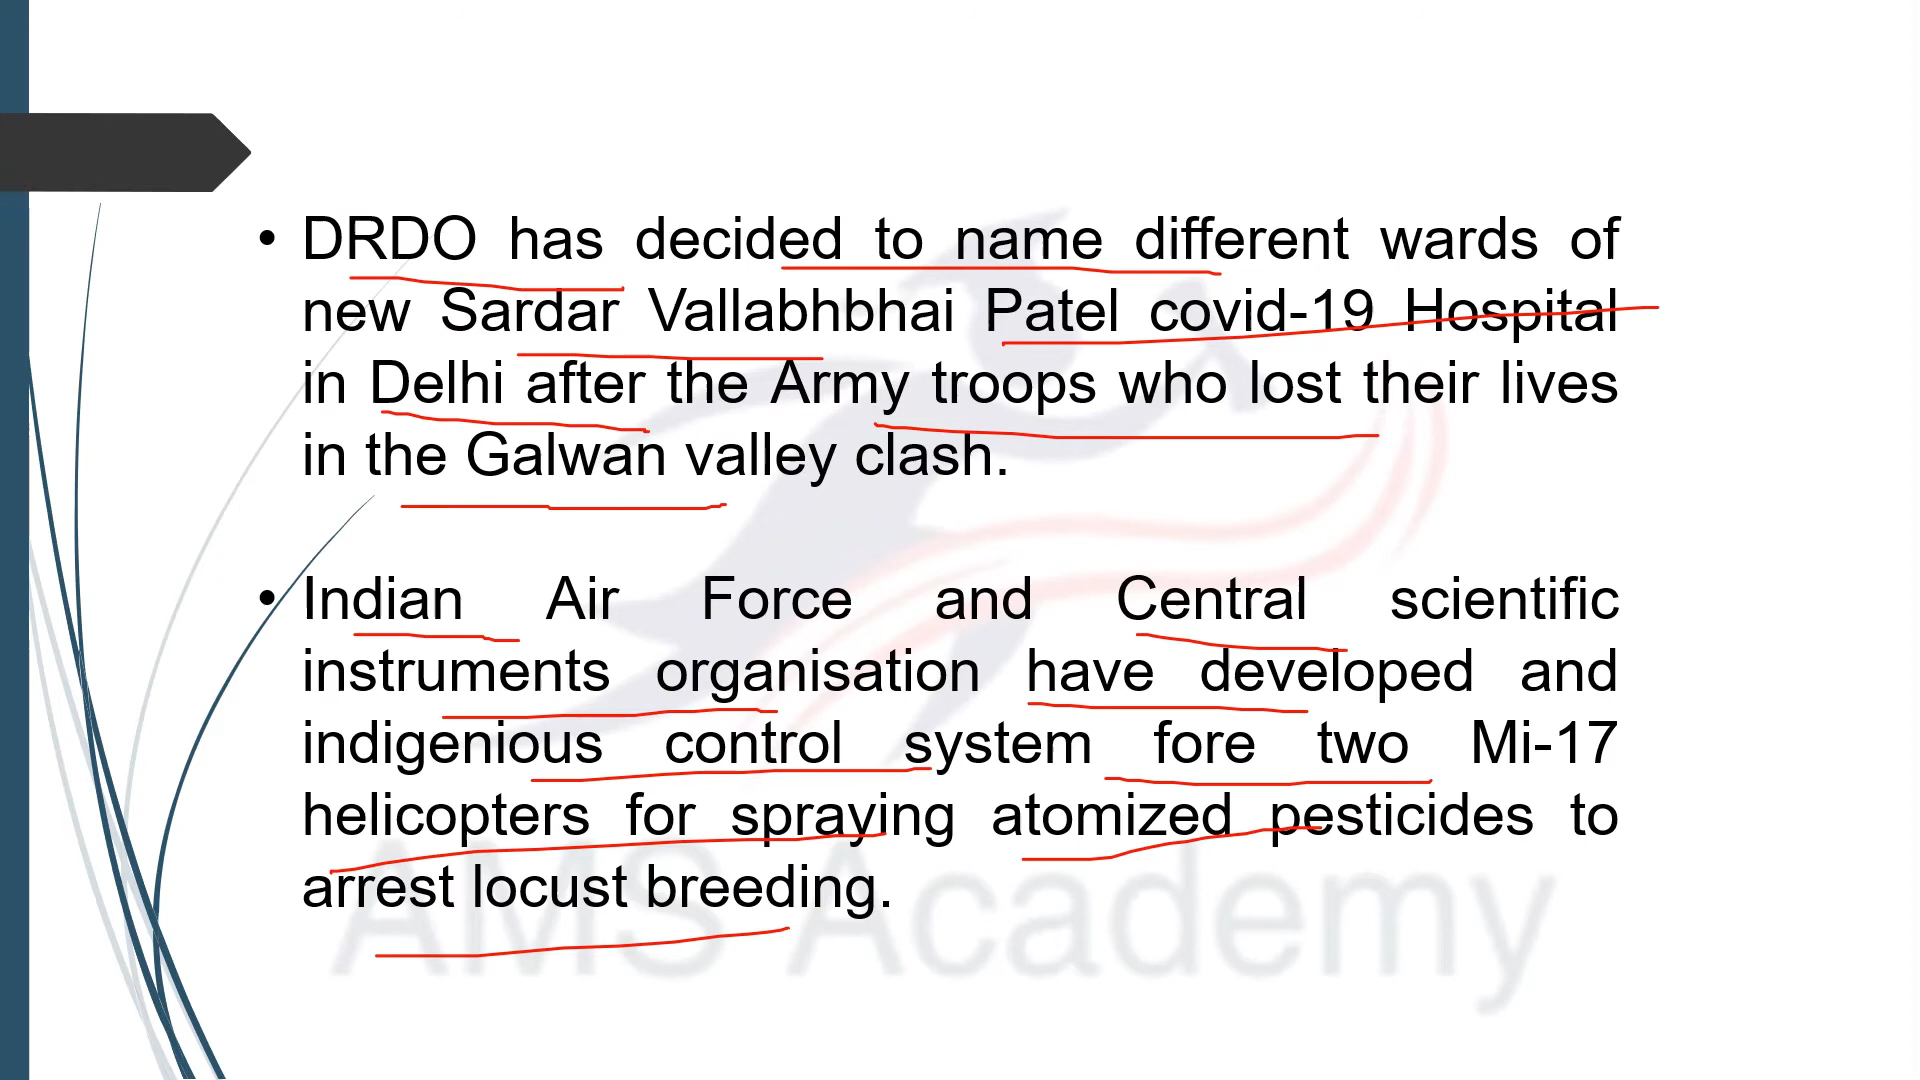 • DRDO has decided to name different wards of
new Sardar Vallabhbhai Patel covid-19 Hospital
in Delhi after the Army troops who lost their lives
in the Galwan valley clash.
• Indian Air Force and Central scientific
instruments organisation have developed and
indigenious control system fore two Mi-17
helicopters for spraying atomized pesticides to
arrest locust breeding.
AMS Academy